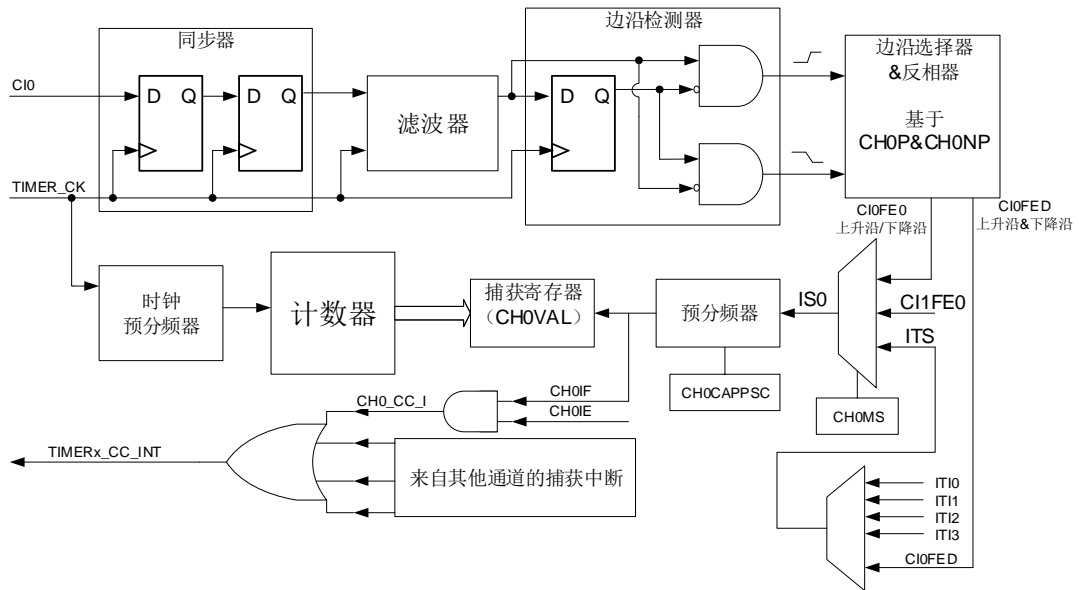 同步器
边沿检测器
CI0
D Q
D Q
滤波器
D Q
边沿选择器
&反相器
基于
CH0P&CH0NP
TIMER_CK
CI0FE0
上升沿/下降沿
CI0FED
上升沿&下降沿
时钟
预分频器
计数器
捕获寄存器
（CH0VAL）
预分频器
IS0
CI1FE0
ITS
CH0CAPPSC
CH0MS
CH0_CC_I
CH0IF
CH0IE
TIMERx_CC_INT
来自其他通道的捕获中断
ITI0
ITI1
ITI2
ITI3
CI0FED